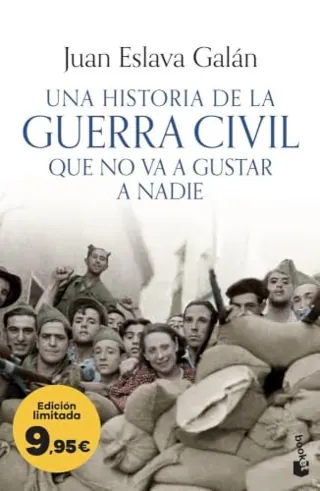 Juan Eslava Galán
UNA HISTORIA DE LA
GUERRA CIVIL
QUE NO VA A GUSTAR
A NADIE
Edición
limitada
9,95€
booket